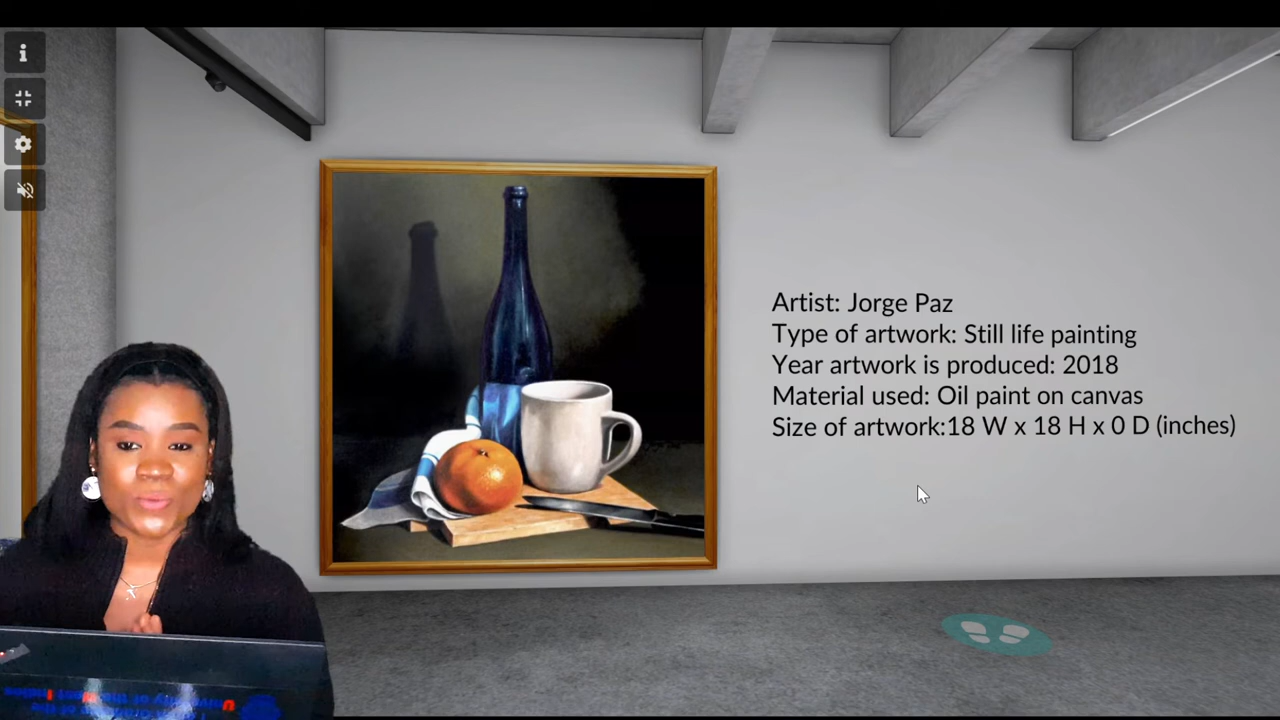 Artist: Jorge Paz
Type of artwork: Still life painting
Year artwork is produced: 2018
Material used: Oil paint on canvas
Size of artwork:18 W x 18 H x 0 D (inches)